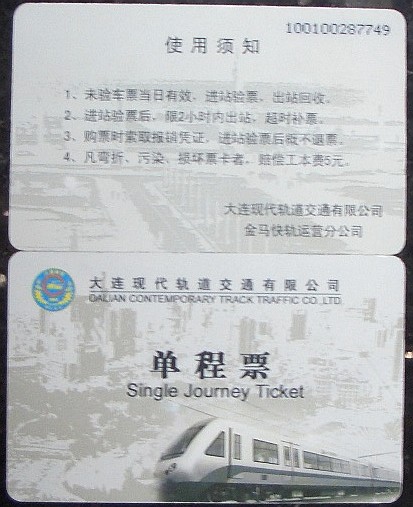 100100287749
使用须知
1、未验车票当日有效，进站验票，出站回收。
2、进站验票后，限2小时内出站，超时补票。
3、购票时索取报销凭证，进站验票后概不退票。
4、凡弯折、污染、损坏票卡者，赔偿工本费5元。
大连现代轨道交通有限公司
金马快轨运营分公司
大连现代轨道交通有限公司
DALIAN CONTEMPORARY TRACK TRAFFIC CO.,LTD.
单程票
Single Journey Ticket